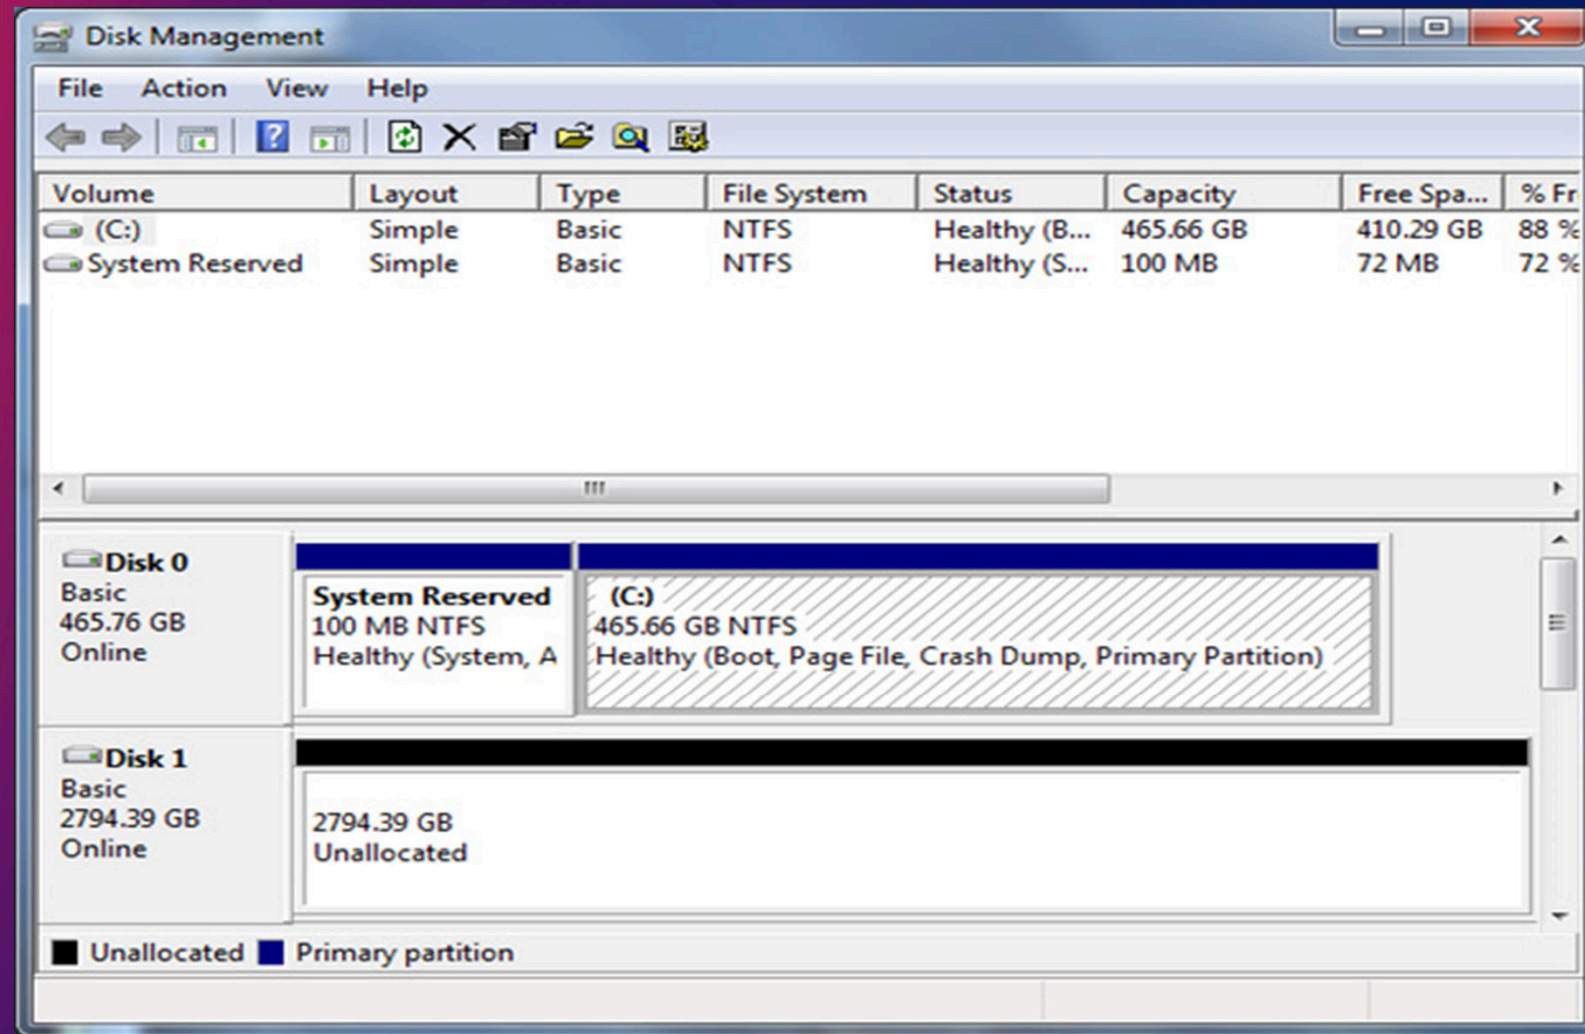 Disk Management
File Action View Help
Volume Layout Type File System Status Capacity Free Spa... % Fr
(C:) Simple Basic NTFS Healthy (B... 465.66 GB 410.29 GB 88 %
System Reserved Simple Basic NTFS Healthy (S... 100 MB 72 MB 72 %
Disk 0
Basic
465.76 GB
Online
System Reserved
100 MB NTFS
Healthy (System, A
(C:)
465.66 GB NTFS
Healthy (Boot, Page File, Crash Dump, Primary Partition)
Disk 1
Basic
2794.39 GB
Online
2794.39 GB
Unallocated
Unallocated Primary partition